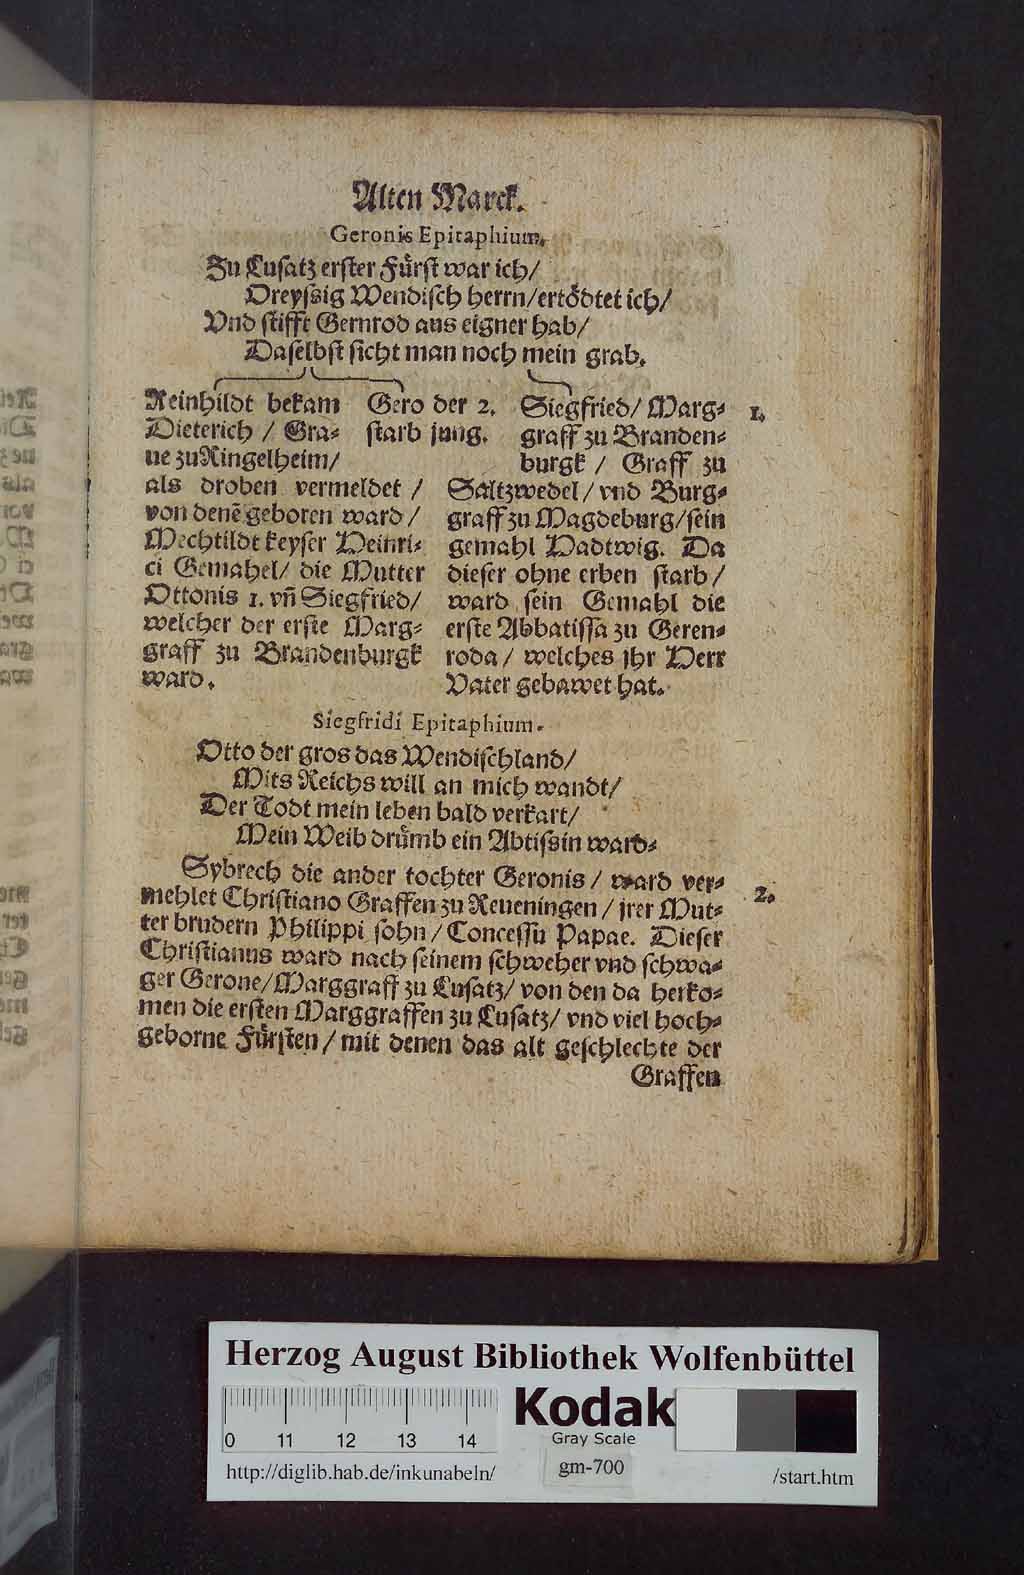 Alten Marck.
Geronis Epitaphium.
Zu Lusatz erster Fuͤrst war ich/
Dreyssig Wendisch herrn/ertoͤdtet ich/
Vnd stifft Gernrod aus eigner hab/
Daselbst sicht man noch mein grab.
Reinhildt bekam
Dieterich / Gra-
ue zu Ringelheim/
als droben vermeldet /
von denē geboren ward /
Mechtildt keyser Heinri-
ci Gemahel/ die Mutter
Ottonis 1. vn̄ Siegfried/
welcher der erste Marg-
graff zu Brandenburgk
ward.
Gero der 2.
starb jung.
Siegfried/ Marg-
graff zu Branden-
burgk / Graff zu
Saltzwedel/ vnd Burg-
graff zu Magdeburg/sein
gemahl Hadtwig. Da
dieser ohne erben starb/
ward sein Gemahl die
erste Abbatissa zu Geren-
roda/ welches jhr Herr
Vater gebawet hat.
1.
Siegfridi Epitaphium.
Otto der gros das Wendischland/
Mits Reichs will an mich wandt/
Der Todt mein leben bald verkart/
Mein Weib druͤmb ein Abtissin ward-
Sybrech die ander tochter Geronis / ward ver-
mehlet Christiano Graffen zu Reueningen / jrer Mut-
ter brudern Philippi sohn/ Concessu Papae. Dieser
Christianus ward nach seinem schweher vnd schwa-
ger Gerone/Marggraff zu Lusatz/ von den da herko-
men die ersten Marggraffen zu Lusatz/ vnd viel hoch-
geborne Fuͤrsten / mit denen das alt geschlechte der
Graffen
2.
Herzog August Bibliothek Wolfenbüttel
0 11 12 13 14
Kodak
Gray Scale
http://diglib.hab.de/inkunabeln/
gm-700
/start.htm